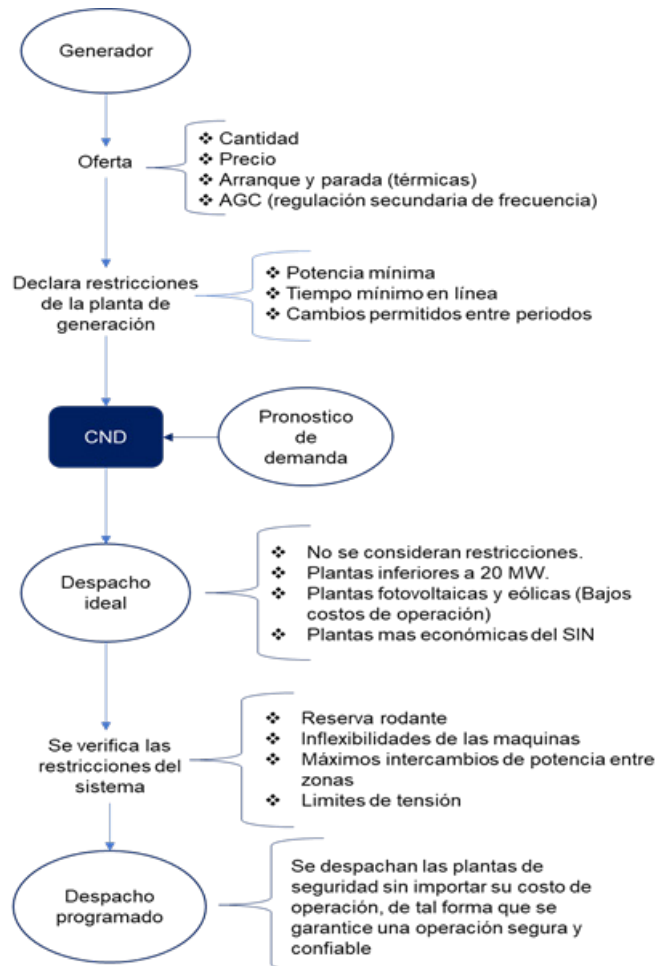 Generador
Oferta
❖ Cantidad
❖ Precio
❖ Arranque y parada (térmicas)
❖ AGC (regulación secundaria de frecuencia)
Declara restricciones
de la planta de
generación
❖ Potencia mínima
❖ Tiempo mínimo en línea
❖ Cambios permitidos entre periodos
CND
Pronostico
de
demanda
Despacho
ideal
❖ No se consideran restricciones.
❖ Plantas inferiores a 20 MW.
❖ Plantas fotovoltaicas y eólicas (Bajos
costos de operación)
❖ Plantas mas económicas del SIN
Se verifica las
restricciones del
sistema
❖ Reserva rodante
❖ Inflexibilidades de las maquinas
❖ Máximos intercambios de potencia entre
zonas
❖ Limites de tensión
Despacho
programado
Se despachan las plantas de
seguridad sin importar su costo de
operación, de tal forma que se
garantice una operación segura y
confiable